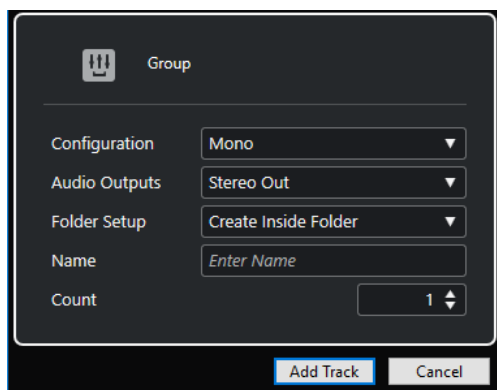 Group
Configuration Mono
Audio Outputs Stereo Out
Folder Setup Create Inside Folder
Name Enter Name
Count 1
Add Track Cancel